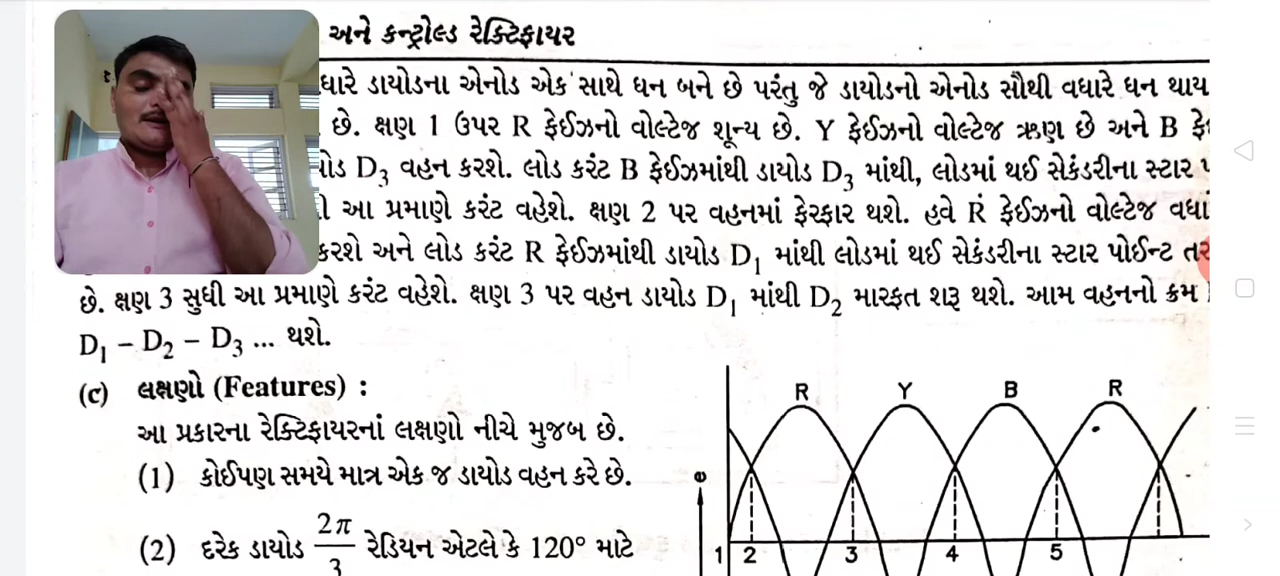 અને કન્ટ્રોલ્ડ રેક્ટિફાયર
ધારે ડાયોડના એનોડ એક સાથે ધન બને છે પરંતુ જે ડાયોડનો એનોડ સૌથી વધારે ધન થાય
છે. ક્ષણ 1 ઉપર R ફેઈઝનો વોલ્ટેજ શૂન્ય છે. Y ફેઈઝનો વોલ્ટેજ ઋણ છે અને B
D3 વહન કરશે. લોડ કરંટ B ફેઈઝમાંથી ડાયોડ D3 માંથી, લોડમાં થઈ સેકંડરીના સ્ટાર
આ પ્રમાણે કરંટ વહેશે. ક્ષણ 2 પર વહનમાં ફેરફાર થશે. હવે R ફેઈઝનો વોલ્ટેજ
કરશે અને લોડ કરંટ R ફેઈઝમાંથી ડાયોડ D1 માંથી લોડમાં થઈ સેકંડરીના સ્ટાર પોઈન્ટ
છે. ક્ષણ 3 સુધી આ પ્રમાણે કરંટ વહેશે. ક્ષણ 3 પર વહન ડાયોડ D1 માંથી D2 મારફત શરૂ થશે. આમ વહનનો ક્રમ
D1 – D2 – D3 ... થશે.
(c) લક્ષણો (Features) :
આ પ્રકારના રેક્ટિફાયરનાં લક્ષણો નીચે મુજબ છે.
(1) કોઈપણ સમયે માત્ર એક જ ડાયોડ વહન કરે છે.
(2) દરેક ડાયોડ 2π/3 રેડિયન એટલે કે 120° માટે
R Y B R
e
1 2 3 4 5